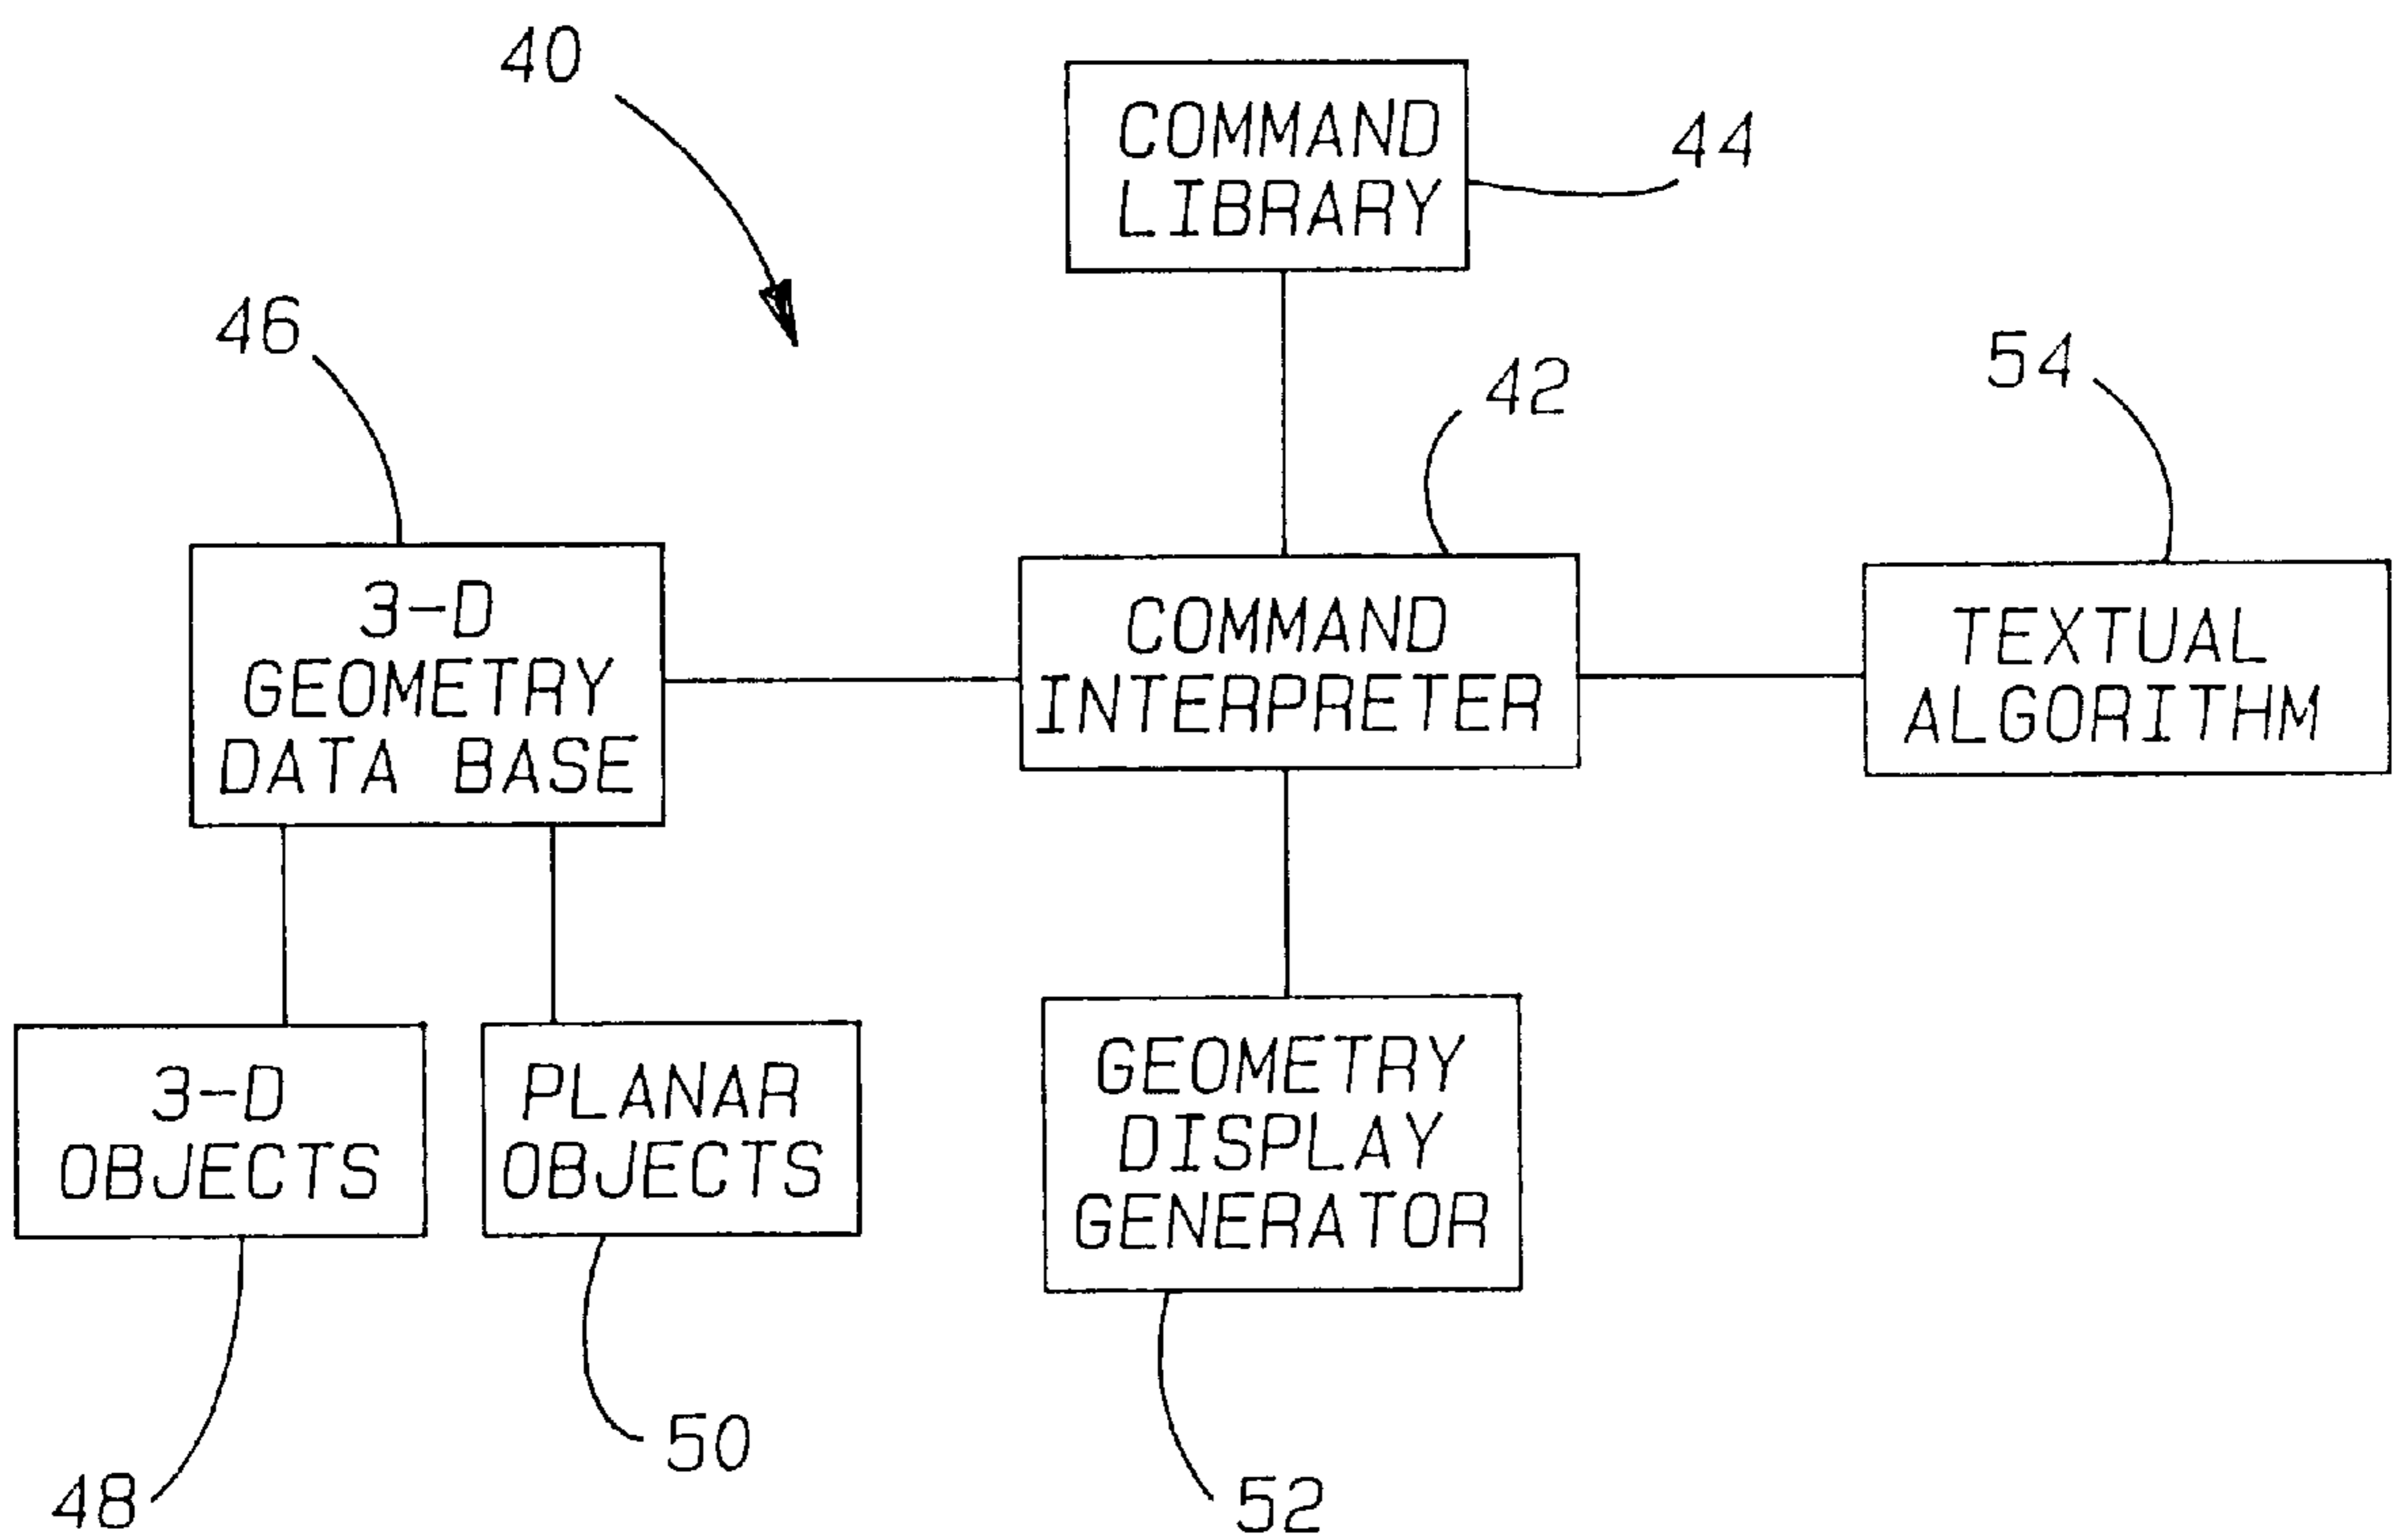 40
COMMAND
LIBRARY
44
46
42
54
3-D
GEOMETRY
DATA BASE
COMMAND
INTERPRETER
TEXTUAL
ALGORITHM
3-D
OBJECTS
PLANAR
OBJECTS
GEOMETRY
DISPLAY
GENERATOR
48
50
52